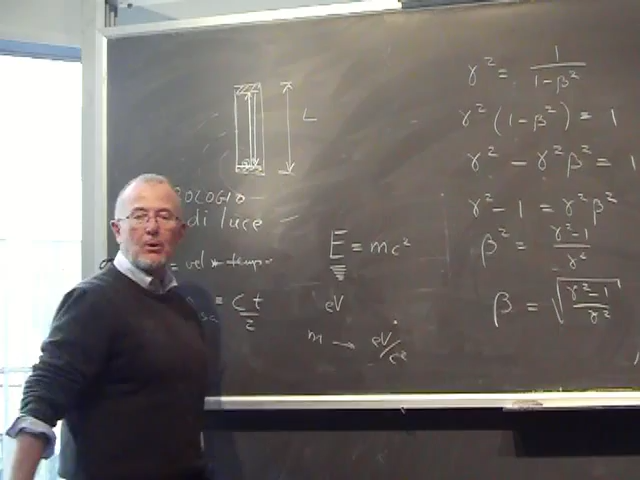 L
di luce
= vel * tempo
= ct/2
E = mc²
eV
m → eV/c²
γ² = 1/(1-β²)
γ²(1-β²) = 1
γ² - γ²β² = 1
γ² - 1 = γ²β²
β² = (γ²-1)/γ²
β = √((γ²-1)/γ²)